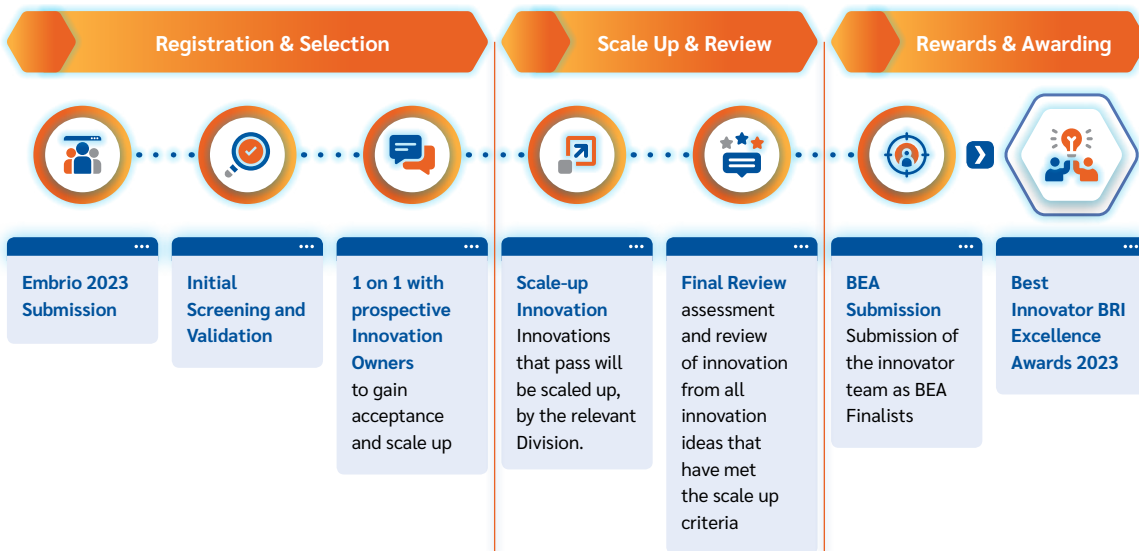 Registration & Selection
Scale Up & Review
Rewards & Awarding
Embrio 2023
Submission
Initial
Screening and
Validation
1 on 1 with
prospective
Innovation
Owners
to gain
acceptance
and scale up
Scale-up
Innovation
Innovations
that pass will
be scaled up,
by the relevant
Division.
Final Review
assessment
and review
of innovation
from all
innovation
ideas that
have met
the scale up
criteria
BEA
Submission
Submission of
the innovator
team as BEA
Finalists
Best
Innovator BRI
Excellence
Awards 2023